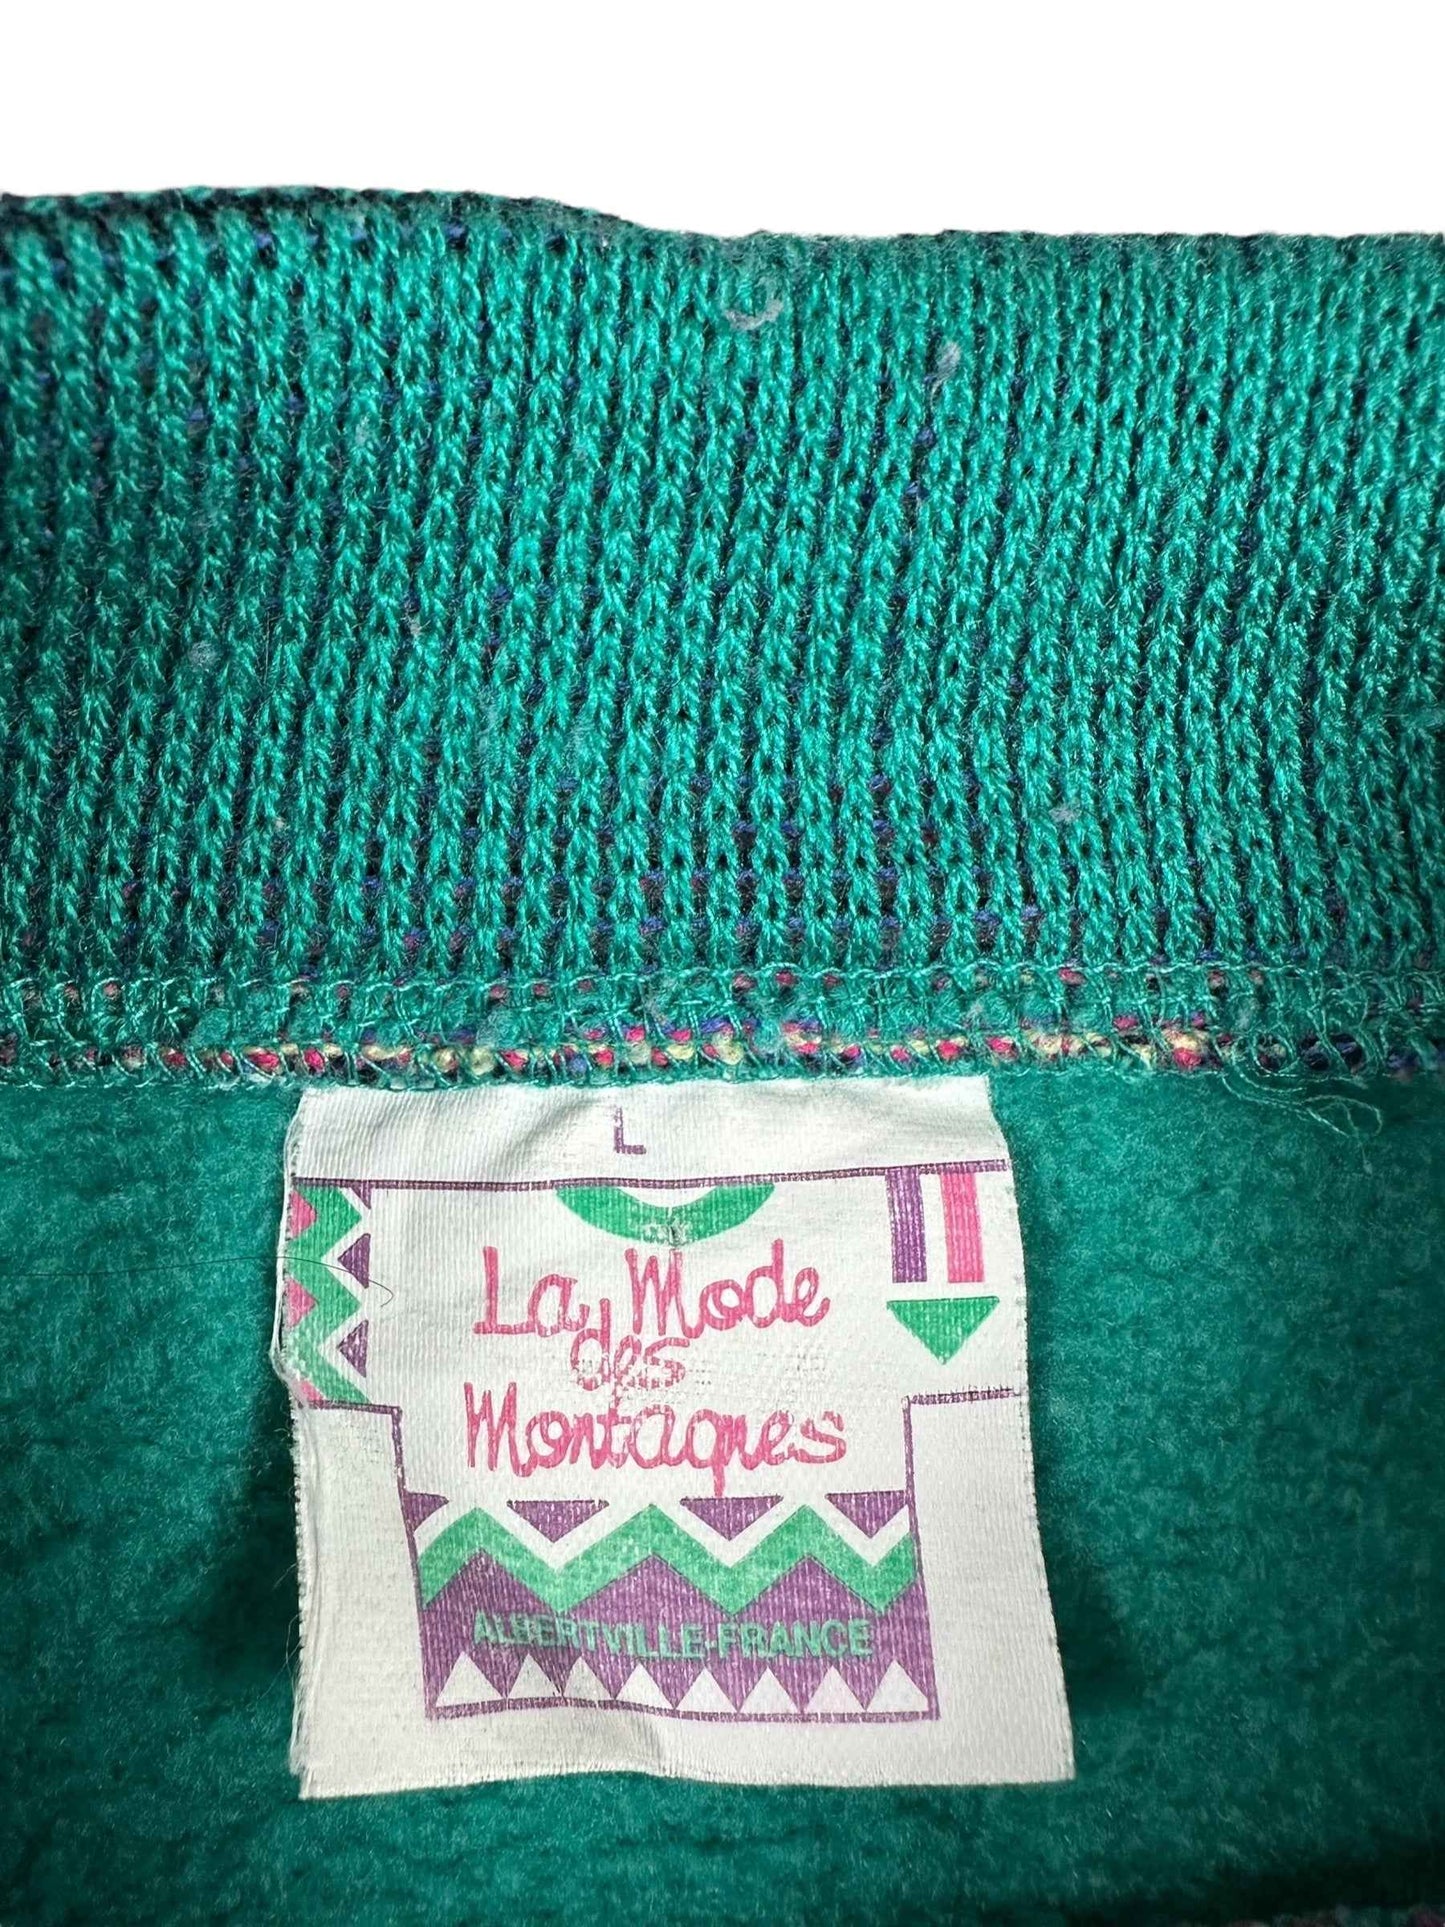 L
La Mode
des
Montagnes
ALBERTVILLE-FRANCE